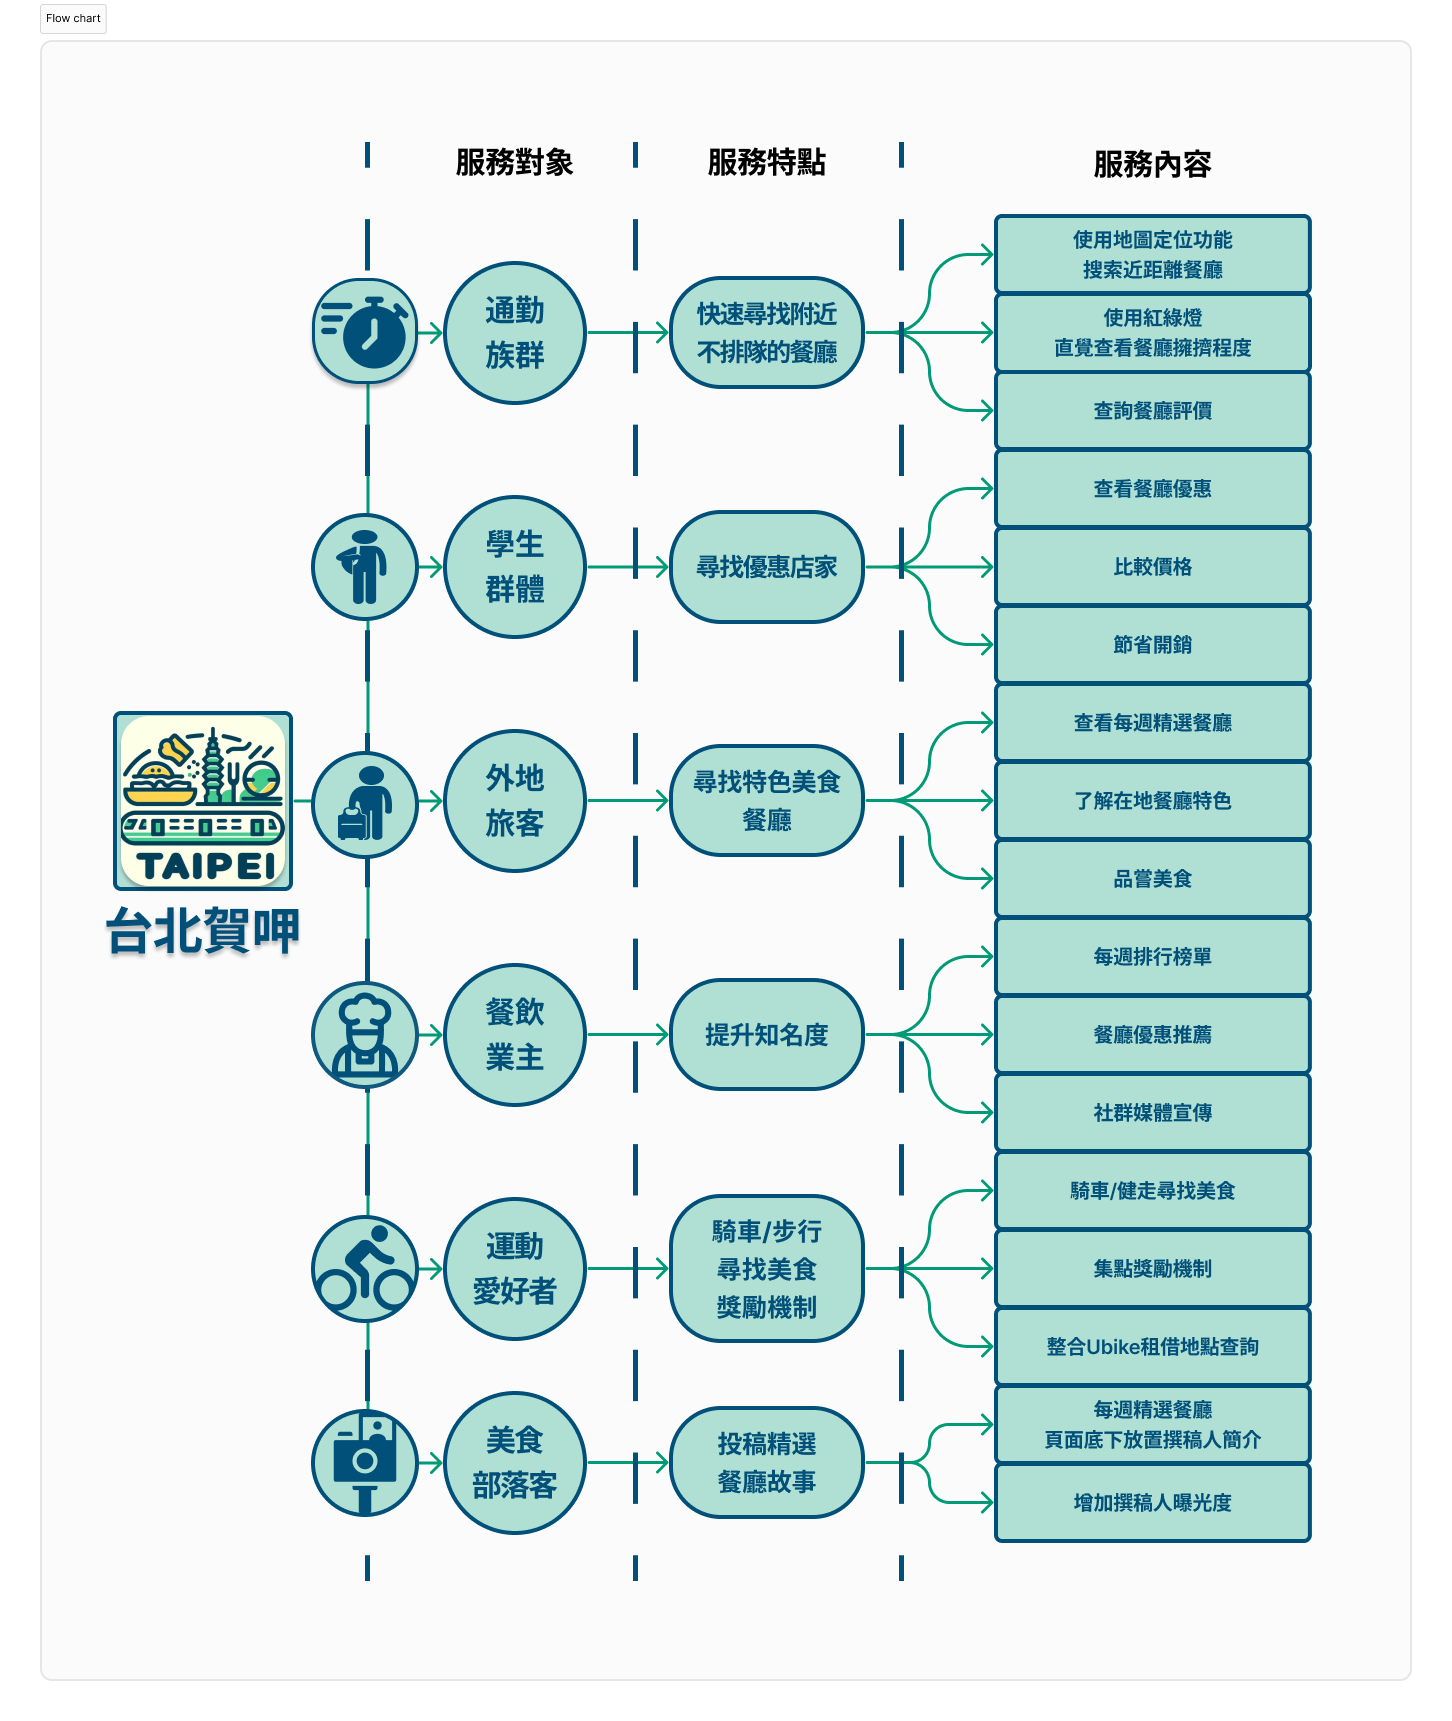 Flow chart
服務對象
服務特點
服務內容
通勤
族群
快速尋找附近
不排隊的餐廳
使用地圖定位功能
搜索近距離餐廳
使用紅綠燈
直覺查看餐廳擁擠程度
查詢餐廳評價
學生
群體
尋找優惠店家
查看餐廳優惠
比較價格
節省開銷
TAIPEI
台北賀呷
外地
旅客
尋找特色美食
餐廳
查看每週精選餐廳
了解在地餐廳特色
品嘗美食
餐飲
業主
提升知名度
每週排行榜單
餐廳優惠推薦
社群媒體宣傳
運動
愛好者
騎車/步行
尋找美食
獎勵機制
騎車/健走尋找美食
集點獎勵機制
整合Ubike租借地點查詢
美食
部落客
投稿精選
餐廳故事
每週精選餐廳
頁面底下放置撰稿人簡介
增加撰稿人曝光度